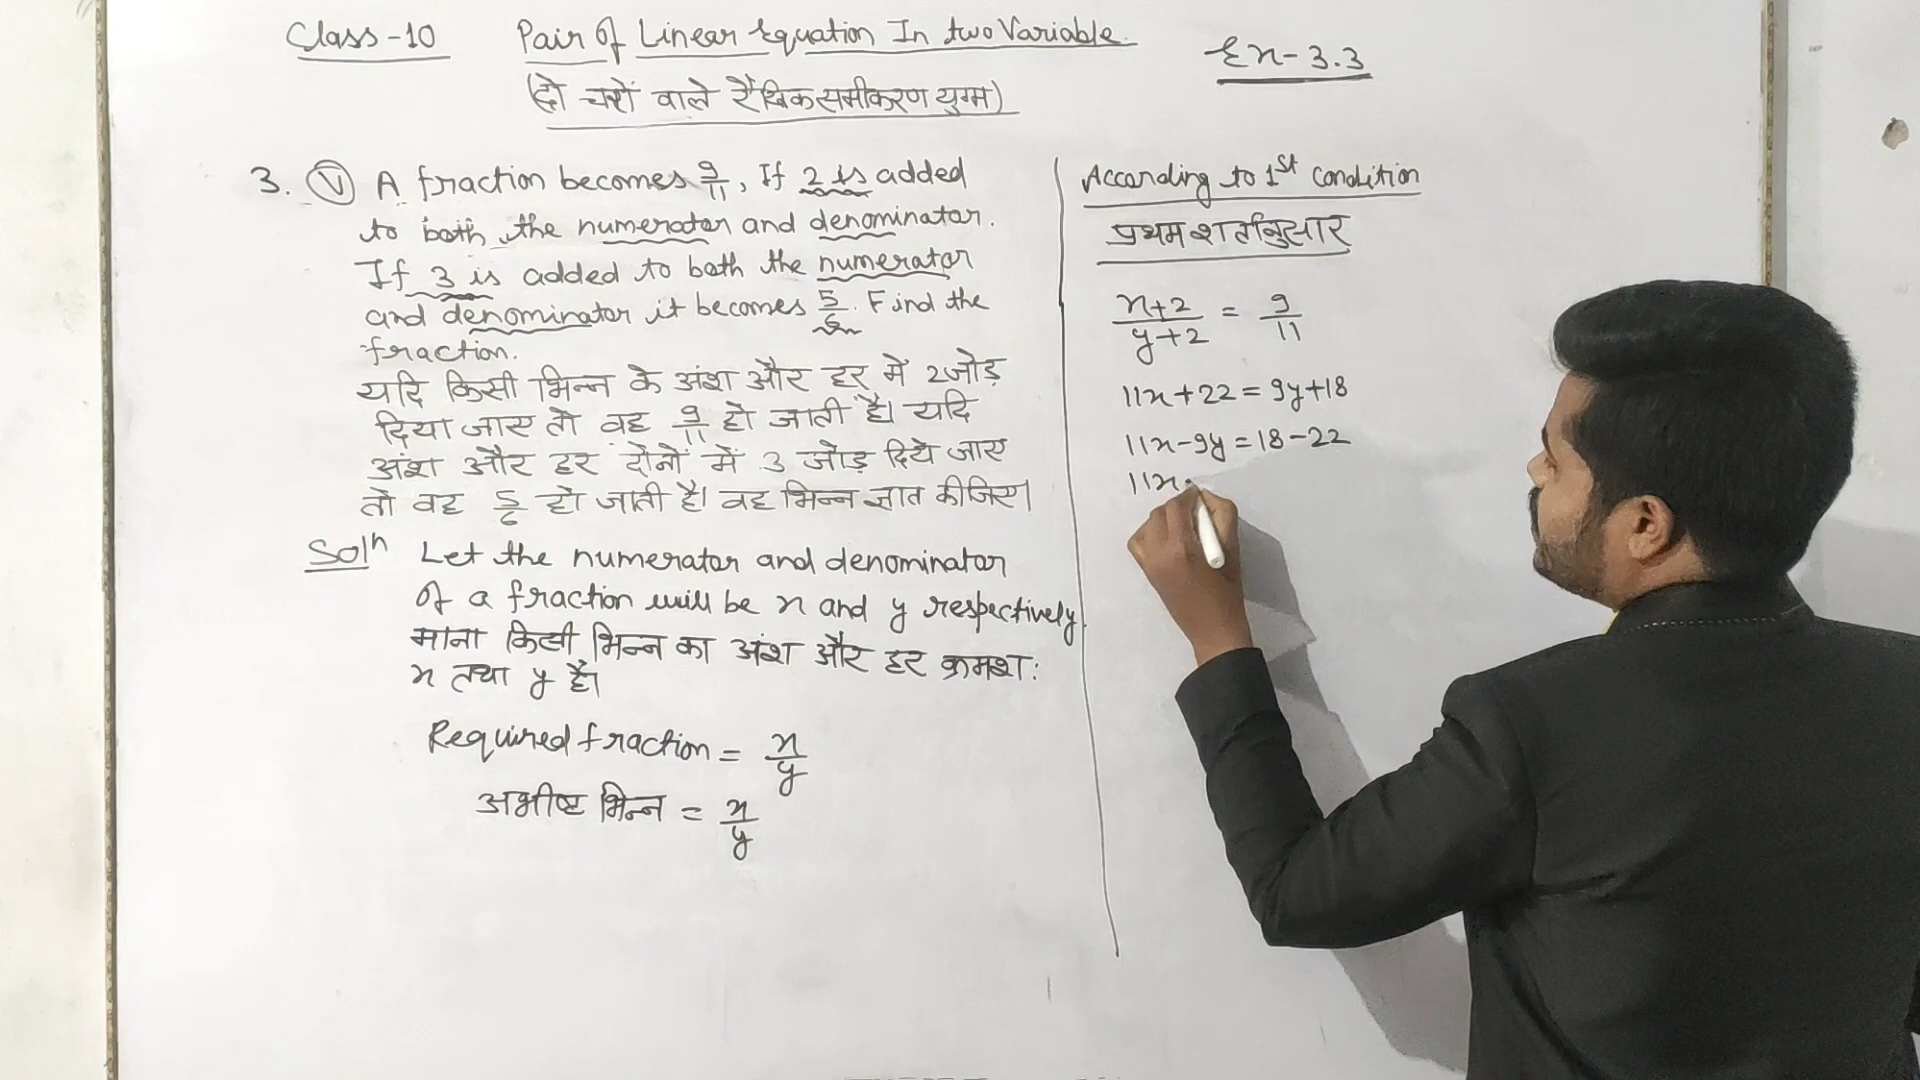 Class-10 Pair Of Linear Equation In two Variable.
Ex-3.3
(दो चरों वाले रैखिक समीकरण युग्म)
3. (V) A fraction becomes 9/11, If 2 is added
to both the numerator and denominator.
If 3 is added to both the numerator
and denominator it becomes 5/6. Find the
fraction.
यदि किसी भिन्न के अंश और हर में 2 जोड़
दिया जाए तो वह 9/11 हो जाती है। यदि
अंश और हर दोनों में 3 जोड़ दिये जाए
तो वह 5/6 हो जाती है। वह भिन्न ज्ञात कीजिए।
Solⁿ Let the numerator and denominator
Of a fraction will be x and y respectively.
माना किसी भिन्न का अंश और हर क्रमश:
x तथा y है।
Required fraction = x/y
अभीष्ट भिन्न = x/y
According to 1st condition
प्रथम शर्तानुसार
x+2/y+2 = 9/11
11x+22=9y+18
11x-9y=18-22
11x-